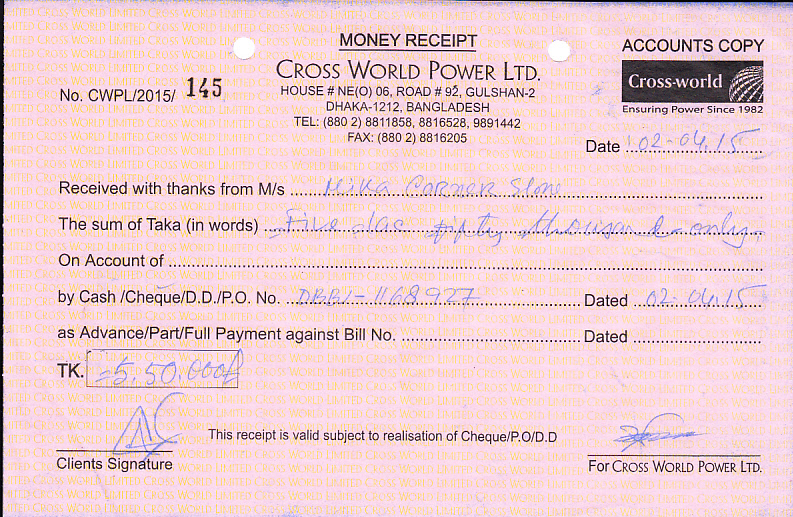 MONEY RECEIPT
ACCOUNTS COPY
CROSS WORLD POWER LTD.
Cross-world
Ensuring Power Since 1982
No. CWPL/2015/ 145
HOUSE # NE(O) 06, ROAD # 92, GULSHAN-2
DHAKA-1212, BANGLADESH
TEL: (880 2) 8811858, 8816528, 9891442
FAX: (880 2) 8816205
Date 02-04.15
Received with thanks from M/s Mika Corner Stone
The sum of Taka (in words) Five lac fifty thousand only.
On Account of
by Cash /Cheque/D.D./P.O. No. DBBL-1168927 Dated 02.04.15
as Advance/Part/Full Payment against Bill No. Dated
TK. =5,50,000/=
This receipt is valid subject to realisation of Cheque/P.O/D.D
Clients Signature
For CROSS WORLD POWER LTD.